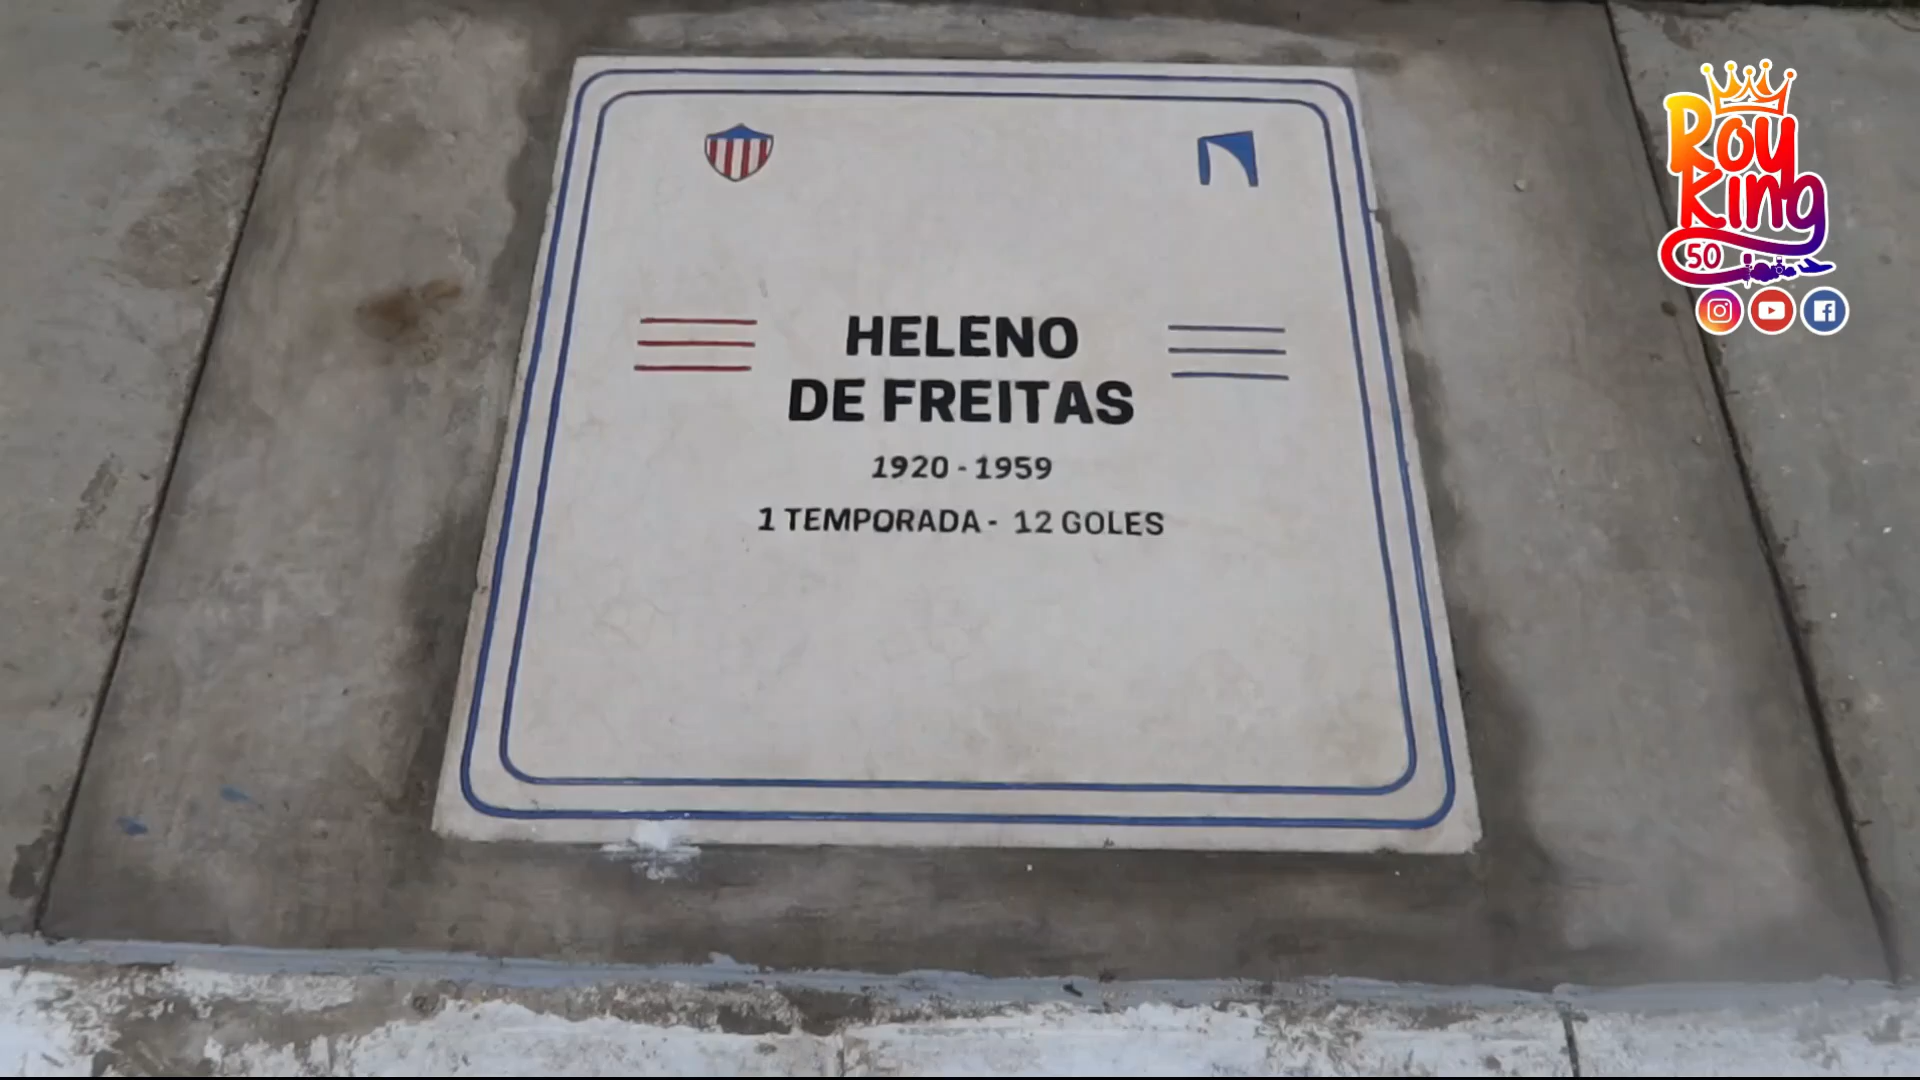 HELENO
DE FREITAS
1920 - 1959
1 TEMPORADA - 12 GOLES
Roy
King
50